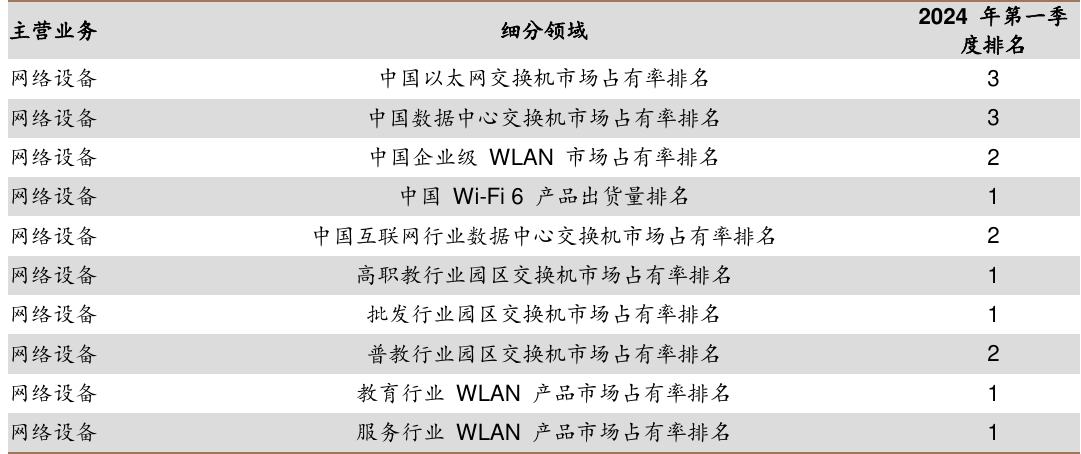 主营业务 细分领域 2024 年第一季度排名
网络设备 中国以太网交换机市场占有率排名 3
网络设备 中国数据中心交换机市场占有率排名 3
网络设备 中国企业级 WLAN 市场占有率排名 2
网络设备 中国 Wi-Fi 6 产品出货量排名 1
网络设备 中国互联网行业数据中心交换机市场占有率排名 2
网络设备 高职教行业园区交换机市场占有率排名 1
网络设备 批发行业园区交换机市场占有率排名 1
网络设备 普教行业园区交换机市场占有率排名 2
网络设备 教育行业 WLAN 产品市场占有率排名 1
网络设备 服务行业 WLAN 产品市场占有率排名 1